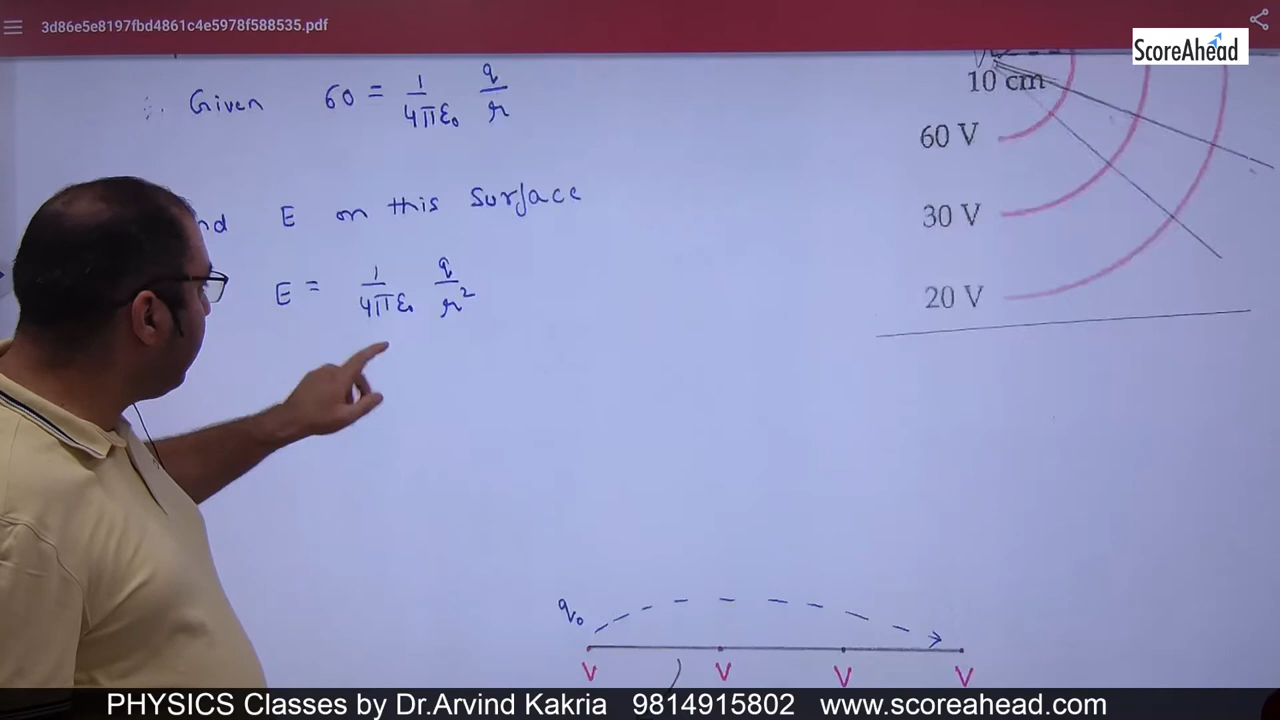 3d86e5e8197fbd4861c4e5978f588535.pdf
ScoreAhead
∴ Given 60 = 1/4πε₀ q/r
10 cm
60 V
nd E on this Surface
30 V
E = 1/4πε₀ q/r²
20 V
q₀
V V V V
PHYSICS Classes by Dr.Arvind Kakria 9814915802 www.scoreahead.com